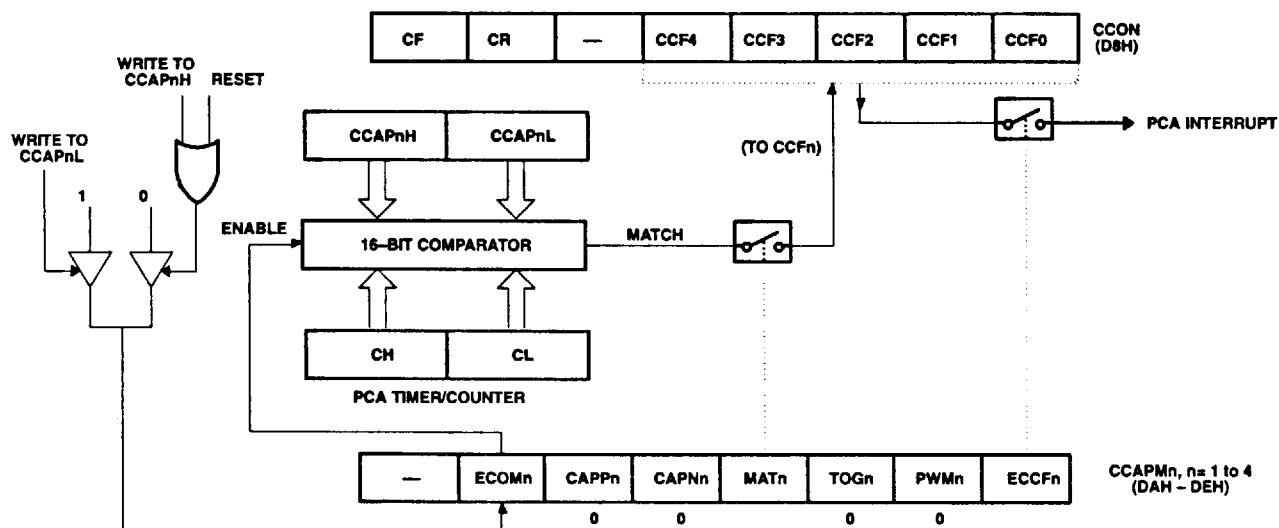 CF CR — CCF4 CCF3 CCF2 CCF1 CCF0
CCON
(D8H)
WRITE TO
CCAPnH
RESET
WRITE TO
CCAPnL
1
0
CCAPnH CCAPnL
(TO CCFn)
PCA INTERRUPT
ENABLE
16–BIT COMPARATOR
MATCH
CH CL
PCA TIMER/COUNTER
— ECOMn CAPPn CAPNn MATn TOGn PWMn ECCFn
CCAPMn, n= 1 to 4
(DAH – DEH)
0 0 0 0